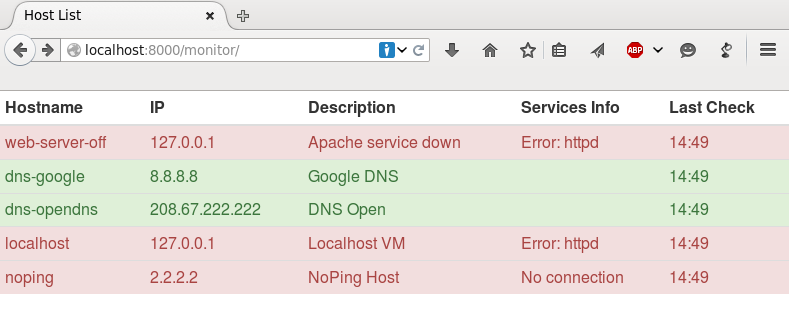 Host List
localhost:8000/monitor/
ABP
Hostname IP Description Services Info Last Check
web-server-off 127.0.0.1 Apache service down Error: httpd 14:49
dns-google 8.8.8.8 Google DNS 14:49
dns-opendns 208.67.222.222 DNS Open 14:49
localhost 127.0.0.1 Localhost VM Error: httpd 14:49
noping 2.2.2.2 NoPing Host No connection 14:49